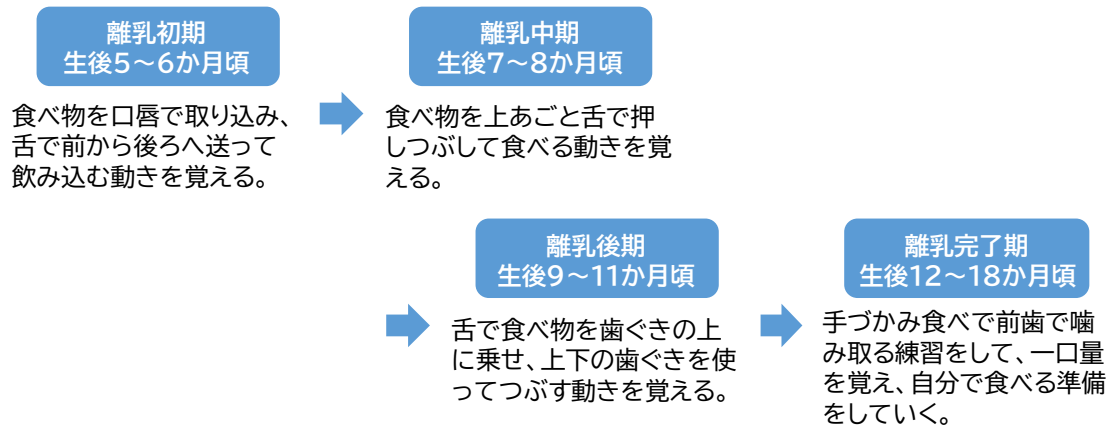 離乳初期
生後5～6か月頃
食べ物を口唇で取り込み、
舌で前から後ろへ送って
飲み込む動きを覚える。
離乳中期
生後7～8か月頃
食べ物を上あごと舌で押
しつぶして食べる動きを覚
える。
離乳後期
生後9～11か月頃
舌で食べ物を歯ぐきの上
に乗せ、上下の歯ぐきを使
ってつぶす動きを覚える。
離乳完了期
生後12～18か月頃
手づかみ食べで前歯で噛
み取る練習をして、一口量
を覚え、自分で食べる準備
をしていく。